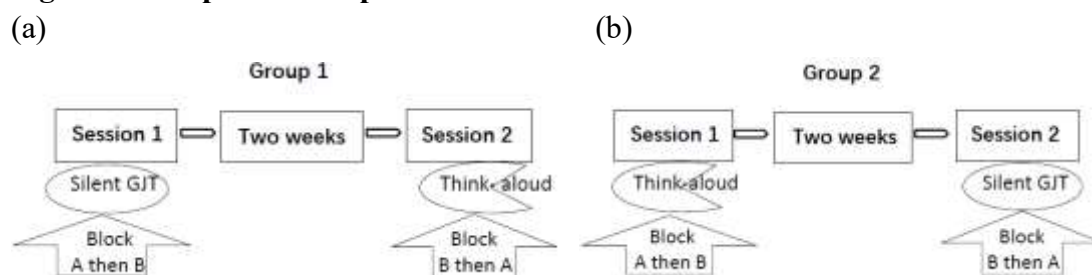 (a)
(b)
Group 1
Group 2
Session 1
Two weeks
Session 2
Session 1
Two weeks
Session 2
Silent GJT
Think-aloud
Think-aloud
Silent GJT
Block
A then B
Block
B then A
Block
A then B
Block
B then A